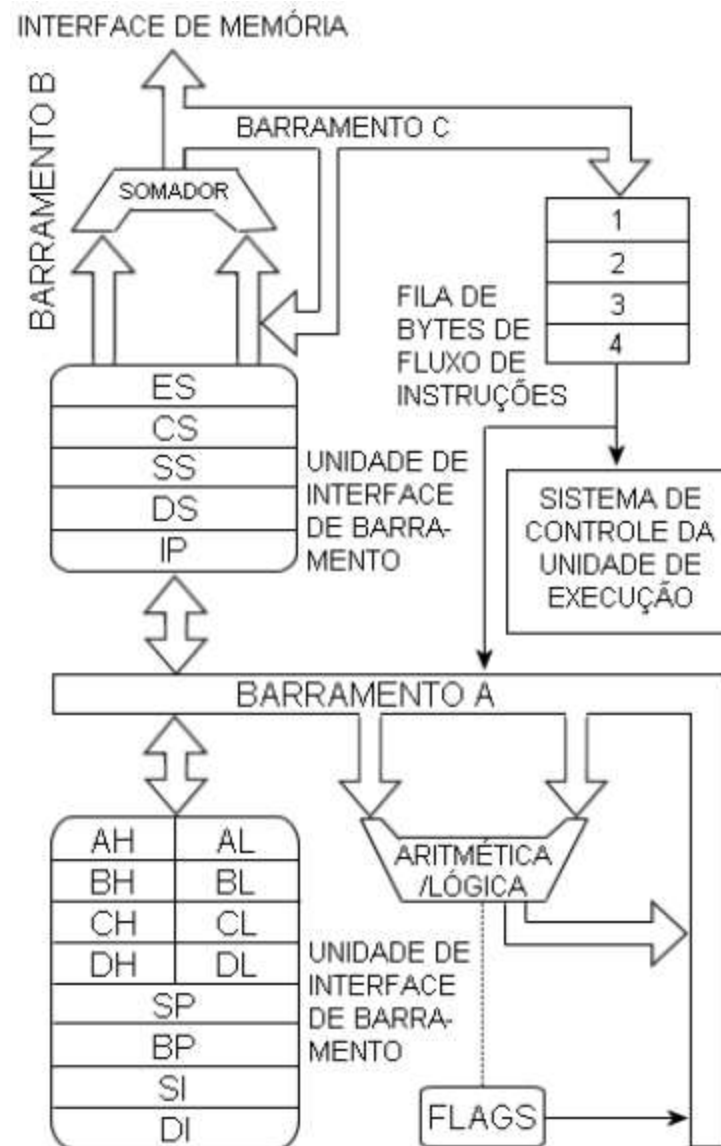 INTERFACE DE MEMÓRIA
BARRAMENTO B
BARRAMENTO C
SOMADOR
1
2
3
4
FILA DE
BYTES DE
FLUXO DE
INSTRUÇÕES
ES
CS
SS
DS
IP
UNIDADE DE
INTERFACE
DE BARRA-
MENTO
SISTEMA DE
CONTROLE DA
UNIDADE DE
EXECUÇÃO
BARRAMENTO A
AH AL
BH BL
CH CL
DH DL
SP
BP
SI
DI
UNIDADE DE
INTERFACE
DE BARRA-
MENTO
ARITMÉTICA
/LÓGICA
FLAGS